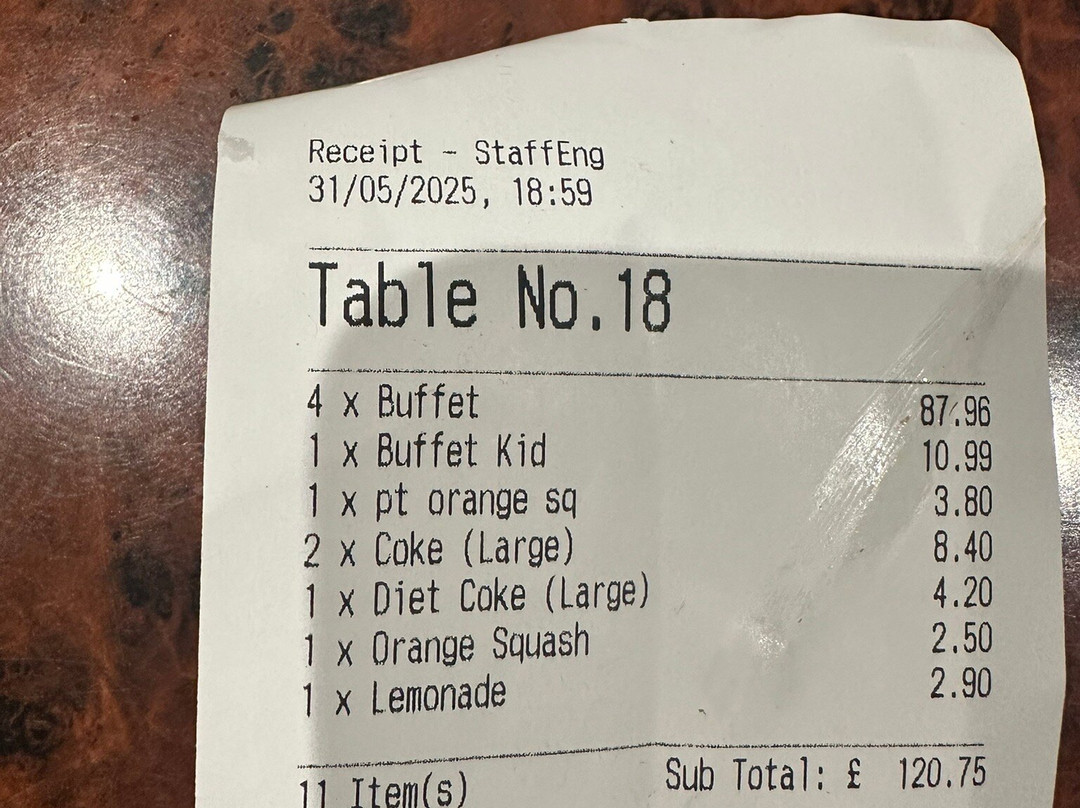 Receipt - StaffEng
31/05/2025, 18:59
Table No.18
4 x Buffet 87.96
1 x Buffet Kid 10.99
1 x pt orange sq 3.80
2 x Coke (Large) 8.40
1 x Diet Coke (Large) 4.20
1 x Orange Squash 2.50
1 x Lemonade 2.90
11 Item(s) Sub Total: £ 120.75